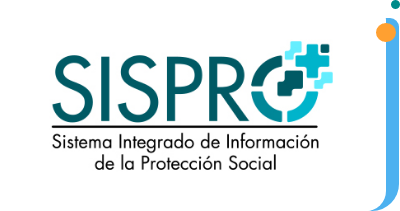 SISPRO
Sistema Integrado de Información
de la Protección Social